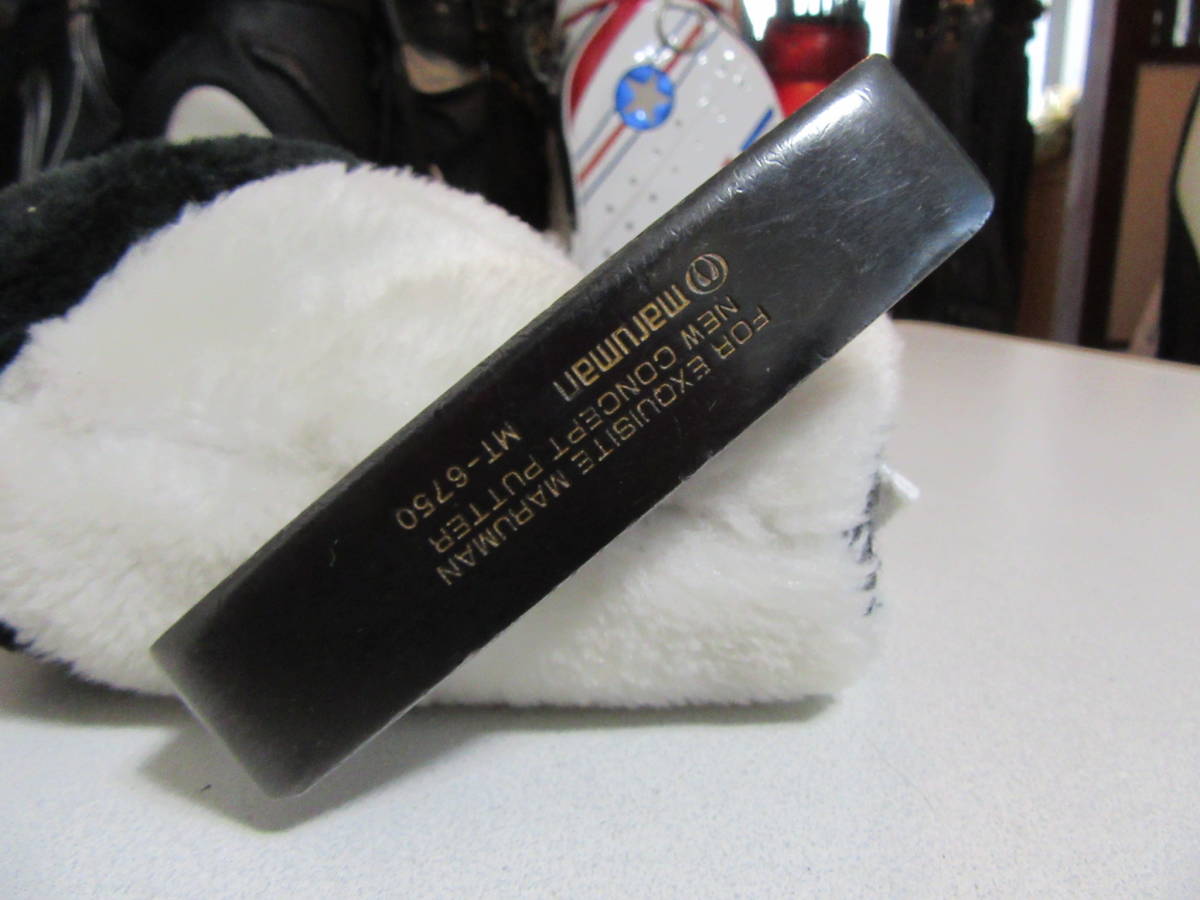 maruman
MT-6750
NEW CONCEPT PUTTER
FOR EXQUISITE MARUMAN